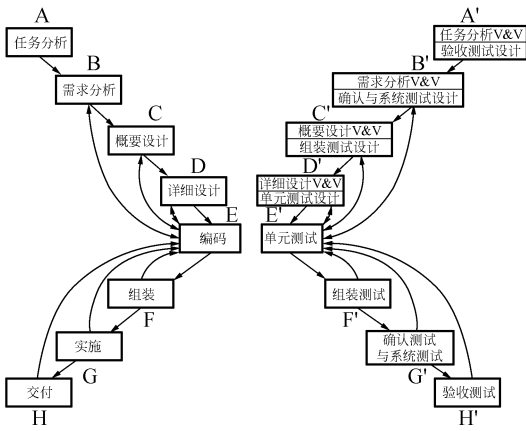 A
任务分析
B
需求分析
C
概要设计
D
详细设计
E
编码
组装
F
实施
G
交付
H
A'
任务分析V&V
验收测试设计
B'
需求分析V&V
确认与系统测试设计
C'
概要设计V&V
组装测试设计
D'
详细设计V&V
单元测试设计
E'
单元测试
组装测试
F'
确认测试
与系统测试
G'
验收测试
H'